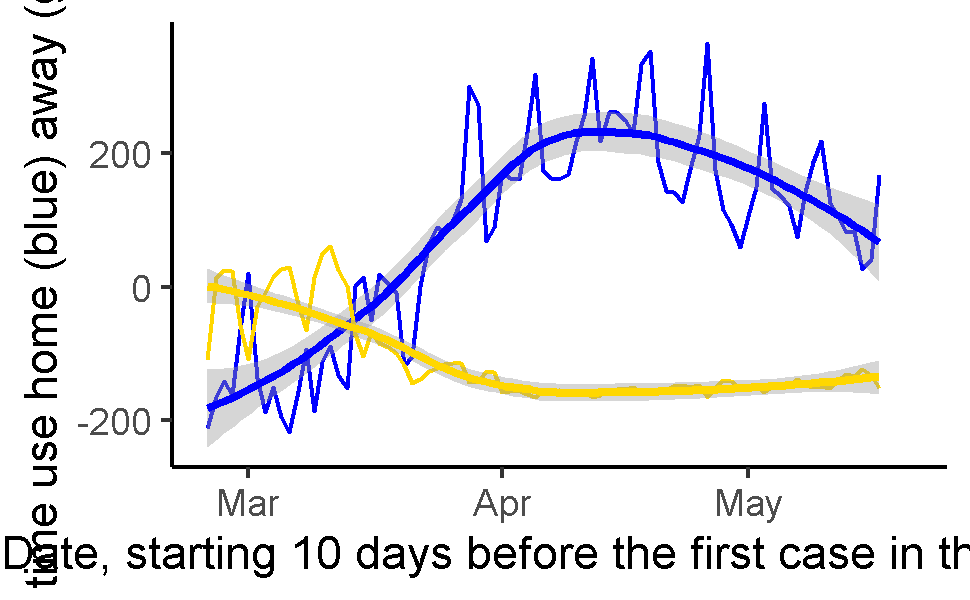 time use home (blue) away (
200
0
-200
Mar Apr May
Date, starting 10 days before the first case in th